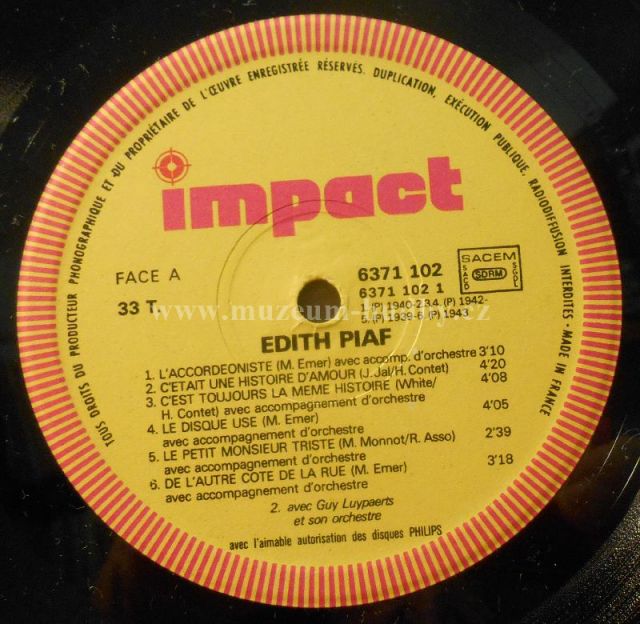 TOUS DROITS DU PRODUCTEUR PHONOGRAPHIQUE ET DU PROPRIÉTAIRE DE L'ŒUVRE ENREGISTRÉE RÉSERVÉS. DUPLICATION, EXÉCUTION PUBLIQUE, RADIODIFFUSION INTERDITES - MADE IN FRANCE
impact
FACE A
33 T
6371 102
6371 102 1
1. (P) 1940-2.3.4. (P) 1942-
5. (P) 1939-6. (P) 1943
SACEM
SACD
SDRM
SGDL
www.muzeum-hudby.cz
EDITH PIAF
1. L'ACCORDEONISTE (M. Emer) avec accomp. d'orchestre 3'10
2. C'ETAIT UNE HISTOIRE D'AMOUR (J. Jal/H. Contet) 4'20
3. C'EST TOUJOURS LA MEME HISTOIRE (White/ 4'08
H. Contet) avec accompagnement d'orchestre
4. LE DISQUE USE (M. Emer) 4'05
avec accompagnement d'orchestre
5. LE PETIT MONSIEUR TRISTE (M. Monnot/R. Asso) 2'39
avec accompagnement d'orchestre
6. DE L'AUTRE COTE DE LA RUE (M. Emer) 3'18
avec accompagnement d'orchestre
2. avec Guy Luypaerts
et son orchestre
avec l'aimable autorisation des disques PHILIPS